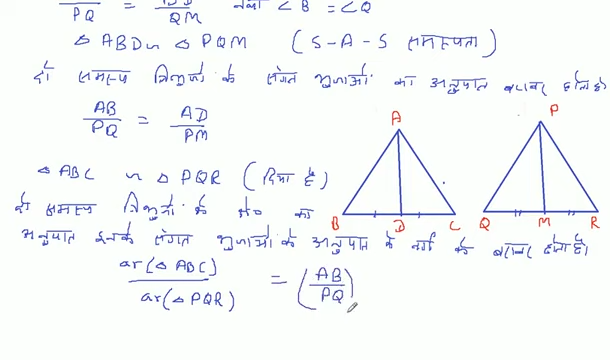 PQ QM तथा ∠B = ∠Q
△ABD ∼ △PQM (S-A-S समरूपता)
दो समरूप त्रिभुजों के संगत भुजाओं का अनुपात बराबर होता है।
AB/PQ = AD/PM
△ABC ∼ △PQR (दिया है)
दो समरूप त्रिभुजों के क्षे० का
अनुपात इनके संगत भुजाओं के अनुपात के वर्ग के बराबर होता है।
ar(△ABC)/ar(△PQR) = (AB/PQ)
A
B D C
P
Q M R